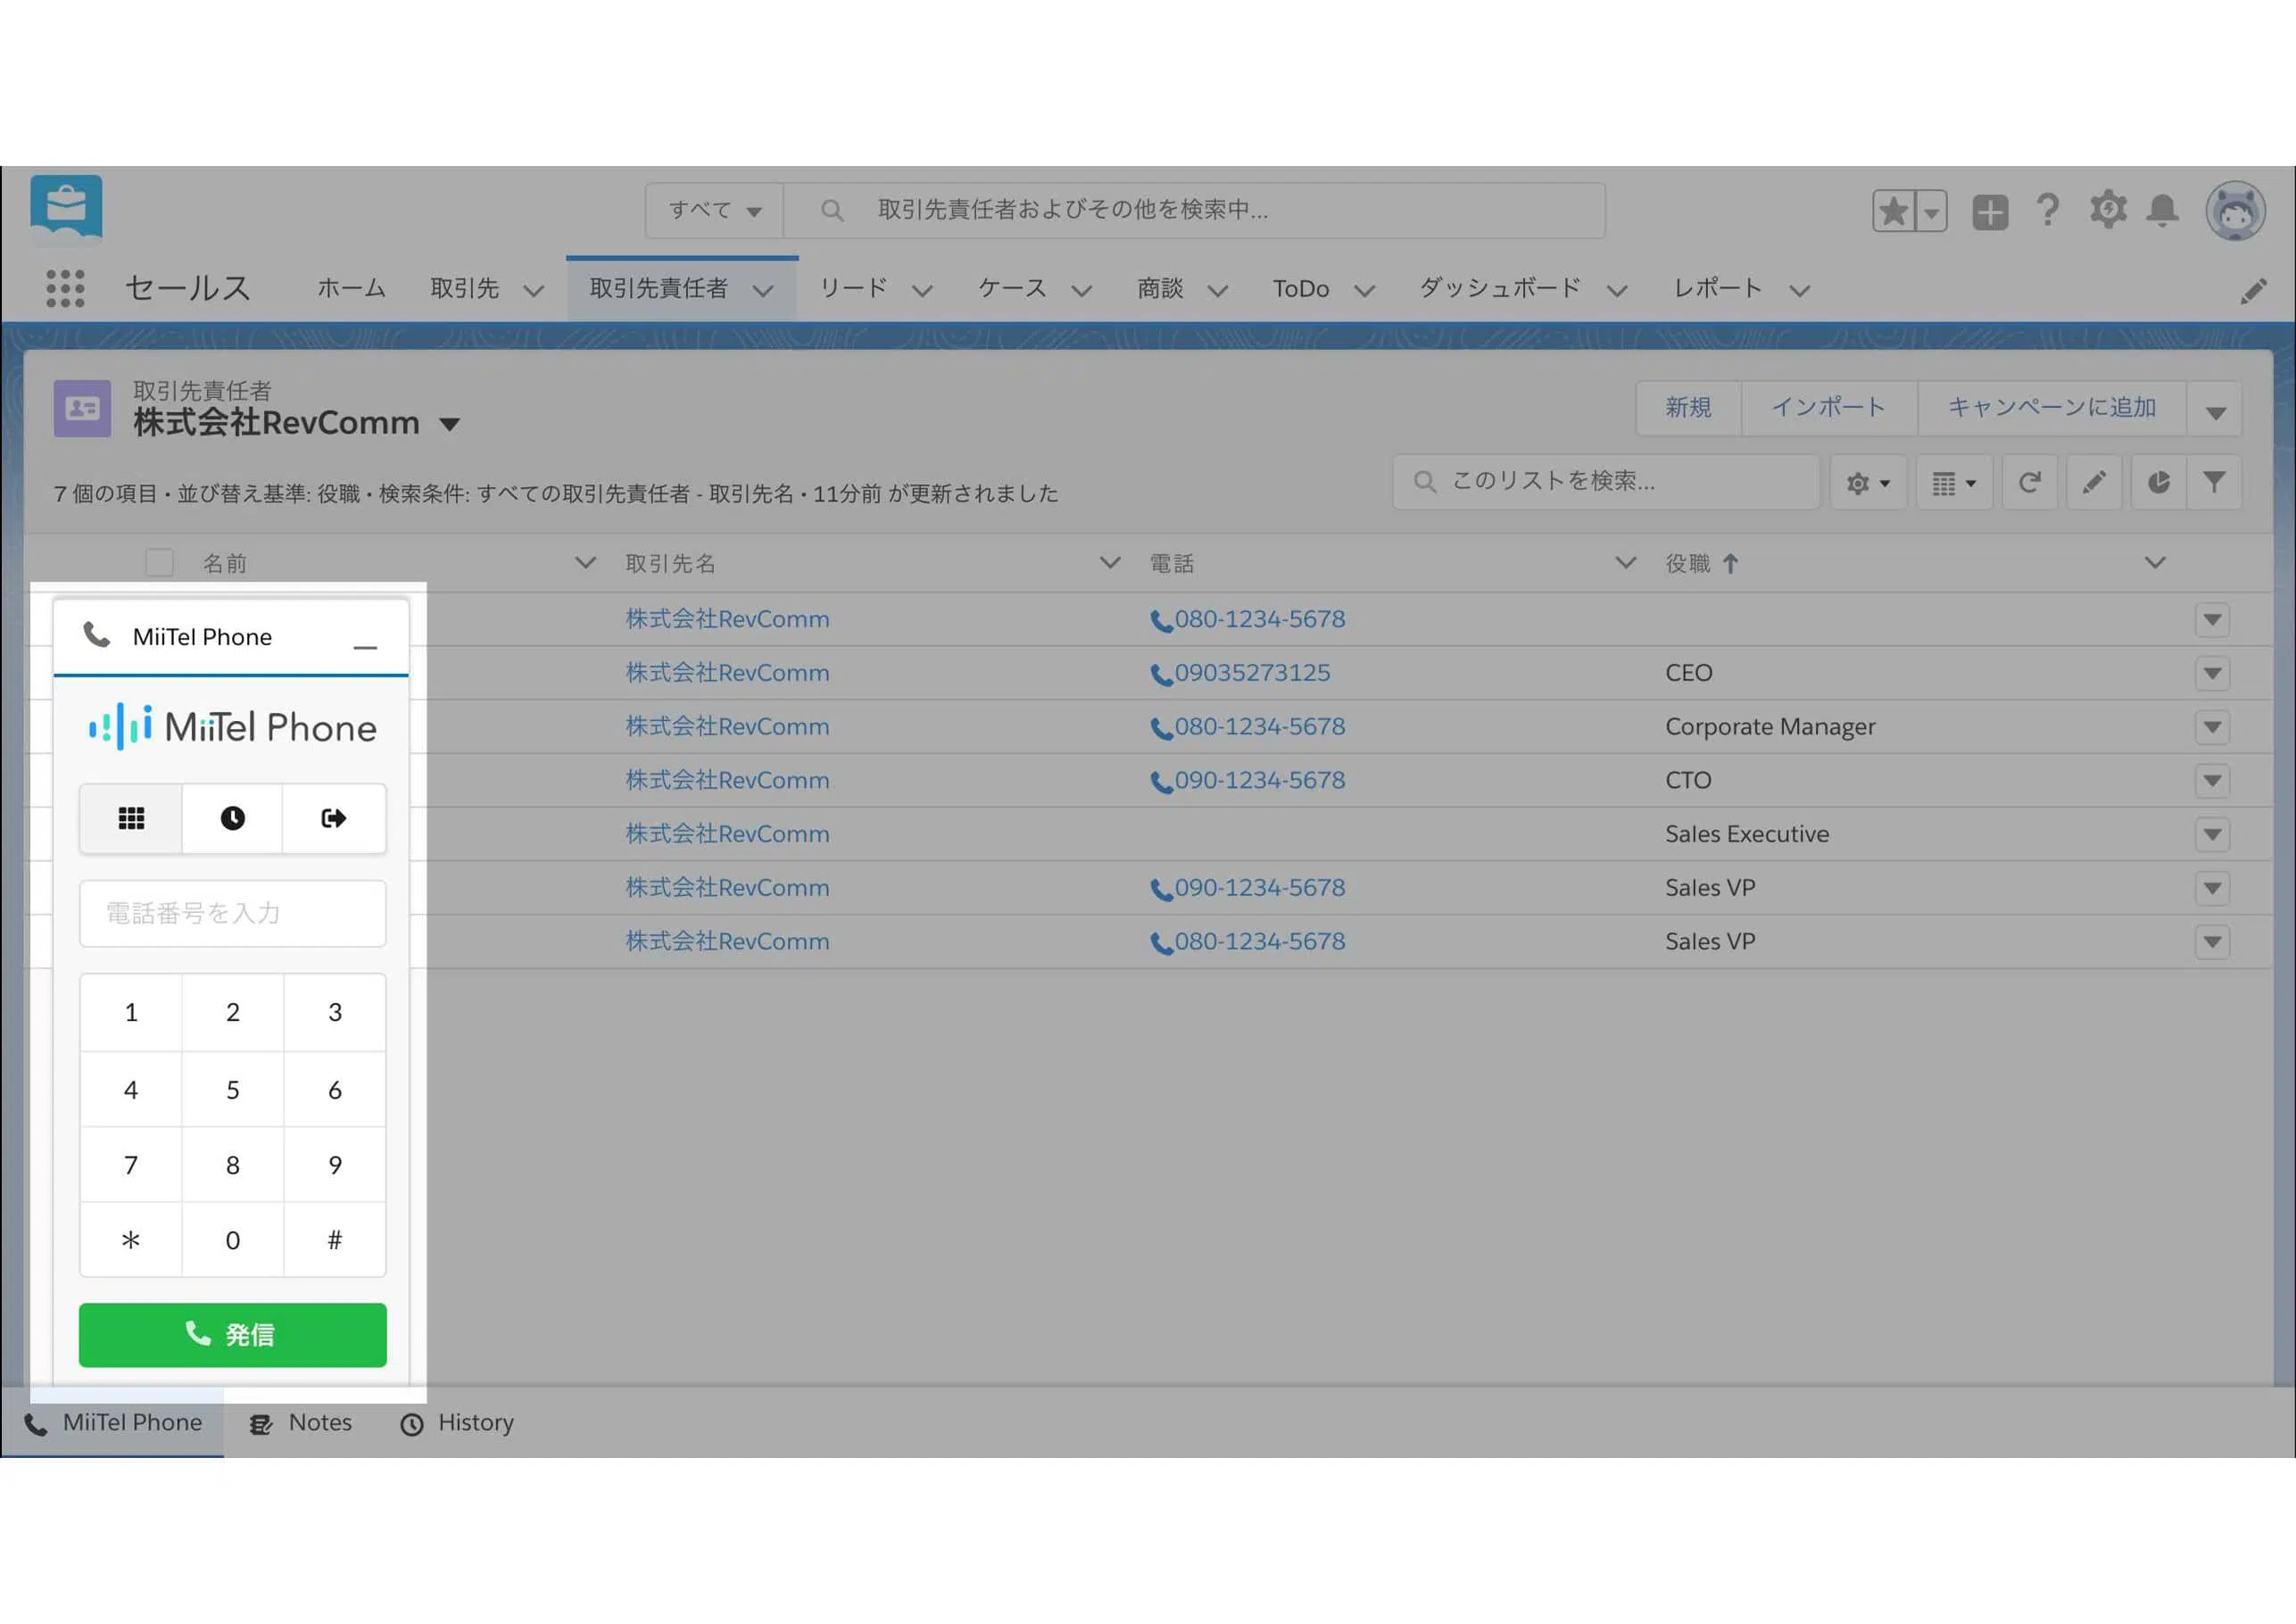 すべて
取引先責任者およびその他を検索中...
セールス ホーム 取引先 取引先責任者 リード ケース 商談 ToDo ダッシュボード レポート
取引先責任者
株式会社RevComm
新規 インポート キャンペーンに追加
7 個の項目・並び替え基準: 役職・検索条件: すべての取引先責任者 - 取引先名・11分前 が更新されました
このリストを検索...
名前 取引先名 電話 役職
株式会社RevComm 080-1234-5678
株式会社RevComm 09035273125 CEO
株式会社RevComm 080-1234-5678 Corporate Manager
株式会社RevComm 090-1234-5678 CTO
株式会社RevComm Sales Executive
株式会社RevComm 090-1234-5678 Sales VP
株式会社RevComm 080-1234-5678 Sales VP
MiiTel Phone
MiiTel Phone
電話番号を入力
1 2 3
4 5 6
7 8 9
* 0 #
発信
MiiTel Phone Notes History